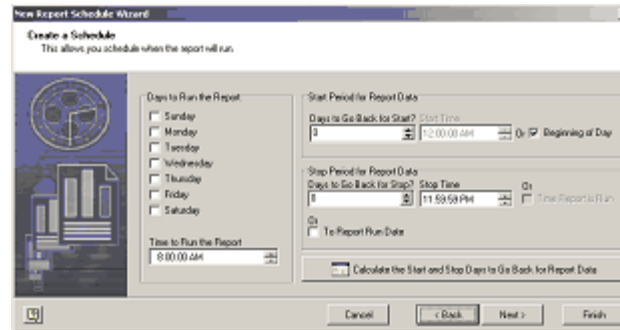 New Report Schedule Wizard
Create a Schedule
This allows you schedule when the report will run.
Days to Run the Report
Sunday
Monday
Tuesday
Wednesday
Thursday
Friday
Saturday
Time to Run the Report
8:00:00 AM
Start Period for Report Data
Days to Go Back for Start? Start Time
12:00:00 AM Or Beginning of Day
Stop Period for Report Data
Days to Go Back for Stop? Stop Time Or
11:59:59 PM Time Report is Run
Or
To Report Run Date
Calculate the Start and Stop Days to Go Back for Report Data
Cancel < Back Next > Finish